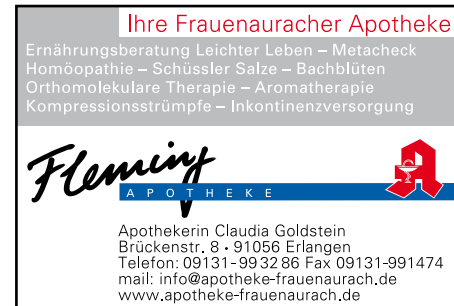 Ihre Frauenauracher Apotheke
Ernährungsberatung Leichter Leben – Metacheck
Homöopathie – Schüssler Salze – Bachblüten
Orthomolekulare Therapie – Aromatherapie
Kompressionsstrümpfe – Inkontinenzversorgung
Fleming
APOTHEKE
Apothekerin Claudia Goldstein
Brückenstr. 8 • 91056 Erlangen
Telefon: 09131-993286 Fax 09131-991474
mail: info@apotheke-frauenaurach.de
www.apotheke-frauenaurach.de